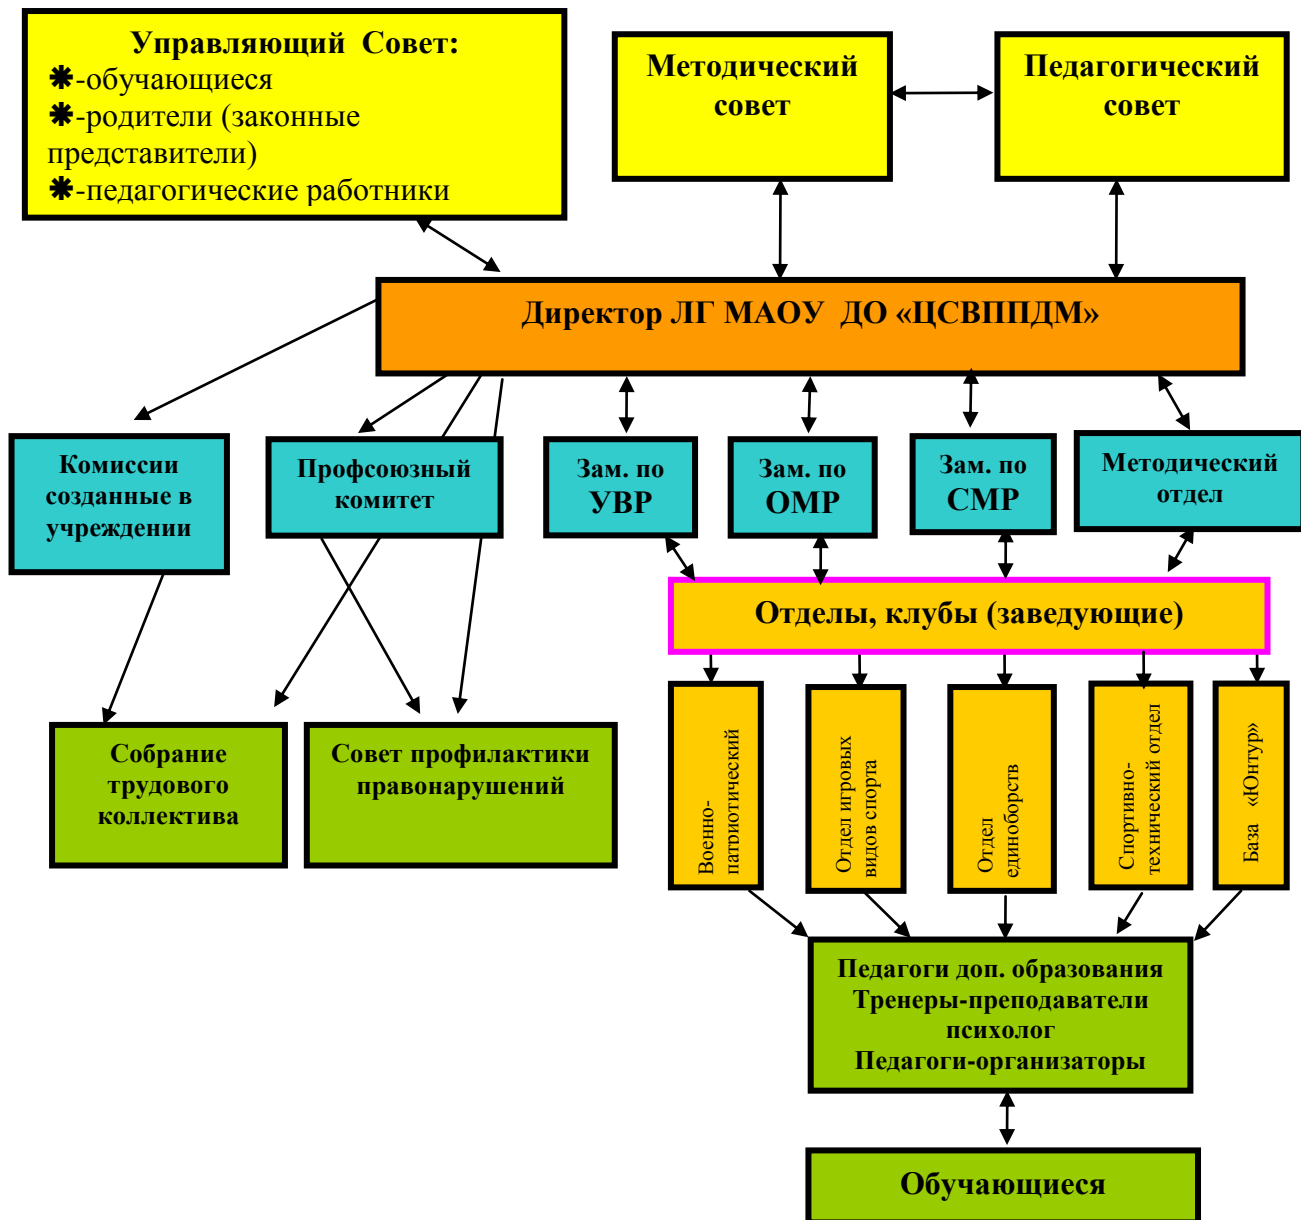 Управляющий Совет:
✱-обучающиеся
✱-родители (законные
представители)
✱-педагогические работники
Методический
совет
Педагогический
совет
Директор ЛГ МАОУ ДО «ЦСВППДМ»
Комиссии
созданные в
учреждении
Профсоюзный
комитет
Зам. по
УВР
Зам. по
ОМР
Зам. по
СМР
Методический
отдел
Отделы, клубы (заведующие)
Собрание
трудового
коллектива
Совет профилактики
правонарушений
Военно-
патриотический
Отдел игровых
видов спорта
Отдел
единоборств
Спортивно-
технический отдел
База «Юнтур»
Педагоги доп. образования
Тренеры-преподаватели
психолог
Педагоги-организаторы
Обучающиеся